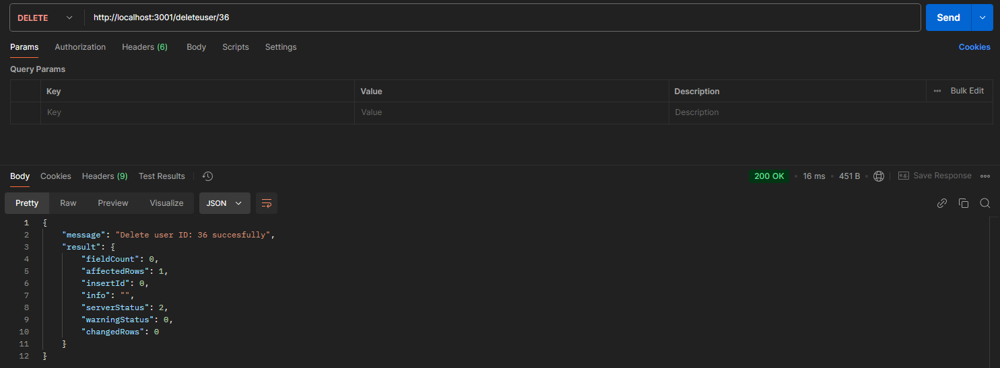 DELETE http://localhost:3001/deleteuser/36 Send
Params Authorization Headers (6) Body Scripts Settings Cookies
Query Params
Key Value Description Bulk Edit
Key Value Description
Body Cookies Headers (9) Test Results 200 OK • 16 ms • 451 B e.g. Save Response
Pretty Raw Preview Visualize JSON
1 {
2 "message": "Delete user ID: 36 succesfully",
3 "result": {
4 "fieldCount": 0,
5 "affectedRows": 1,
6 "insertId": 0,
7 "info": "",
8 "serverStatus": 2,
9 "warningStatus": 0,
10 "changedRows": 0
11 }
12 }